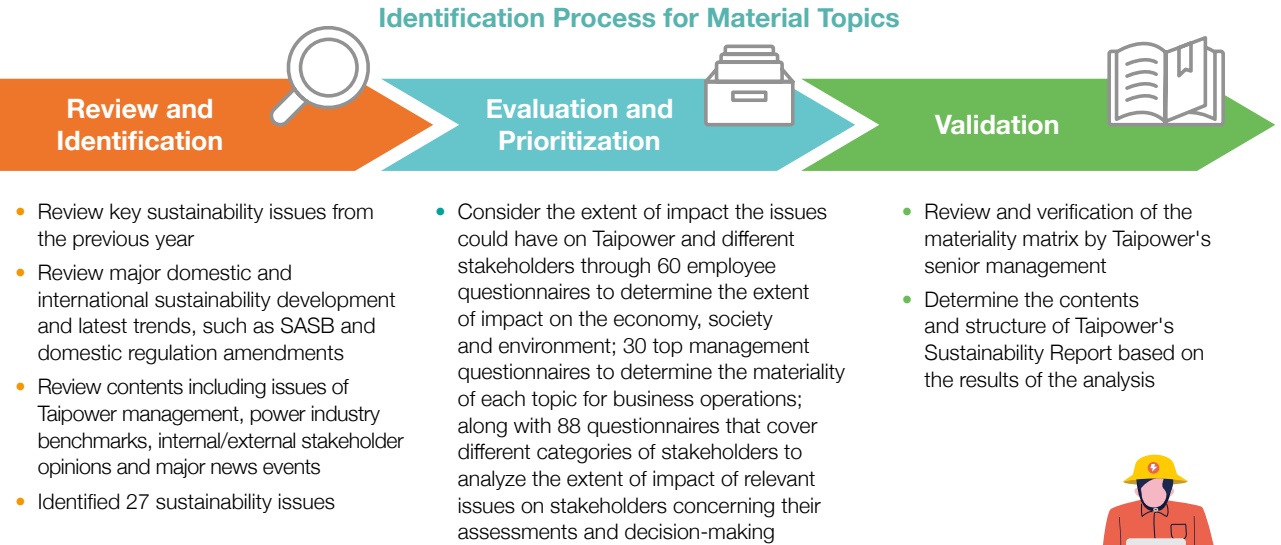 Identification Process for Material Topics
Review and
Identification
• Review key sustainability issues from
the previous year
• Review major domestic and
international sustainability development
and latest trends, such as SASB and
domestic regulation amendments
• Review contents including issues of
Taipower management, power industry
benchmarks, internal/external stakeholder
opinions and major news events
• Identified 27 sustainability issues
Evaluation and
Prioritization
• Consider the extent of impact the issues
could have on Taipower and different
stakeholders through 60 employee
questionnaires to determine the extent
of impact on the economy, society
and environment; 30 top management
questionnaires to determine the materiality
of each topic for business operations;
along with 88 questionnaires that cover
different categories of stakeholders to
analyze the extent of impact of relevant
issues on stakeholders concerning their
assessments and decision-making
Validation
• Review and verification of the
materiality matrix by Taipower's
senior management
• Determine the contents
and structure of Taipower's
Sustainability Report based on
the results of the analysis